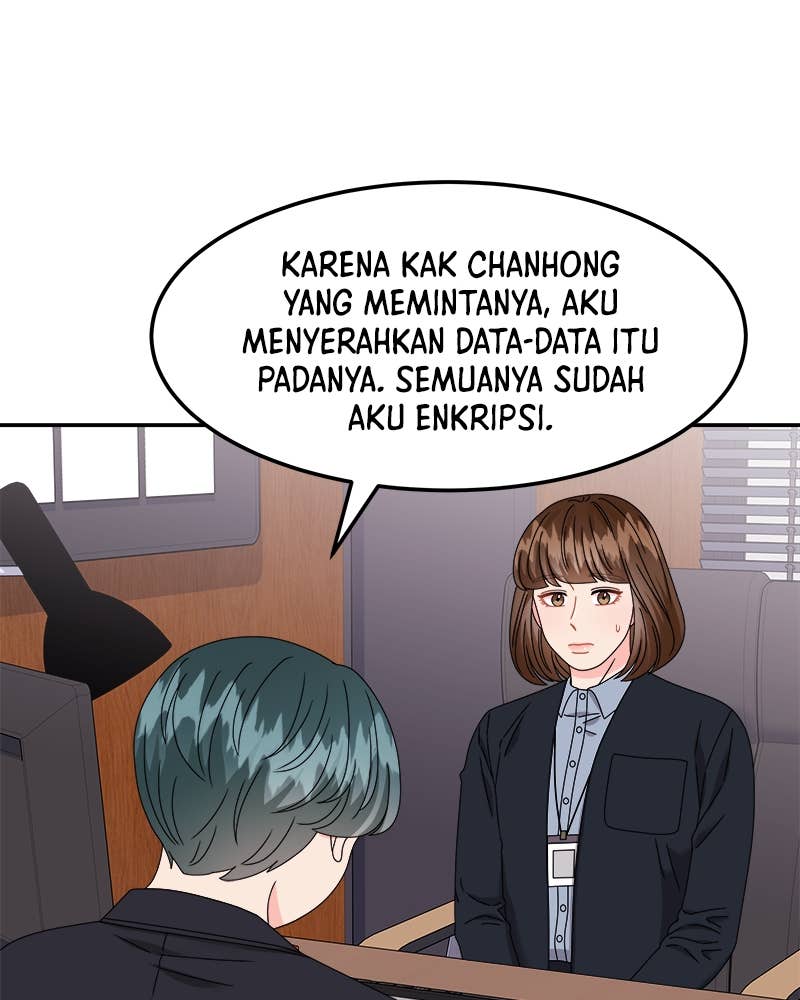 KARENA KAK CHANHONG
YANG MEMINTANYA, AKU
MENYERAHKAN DATA-DATA ITU
PADANYA. SEMUANYA SUDAH
AKU ENKRIPSI.